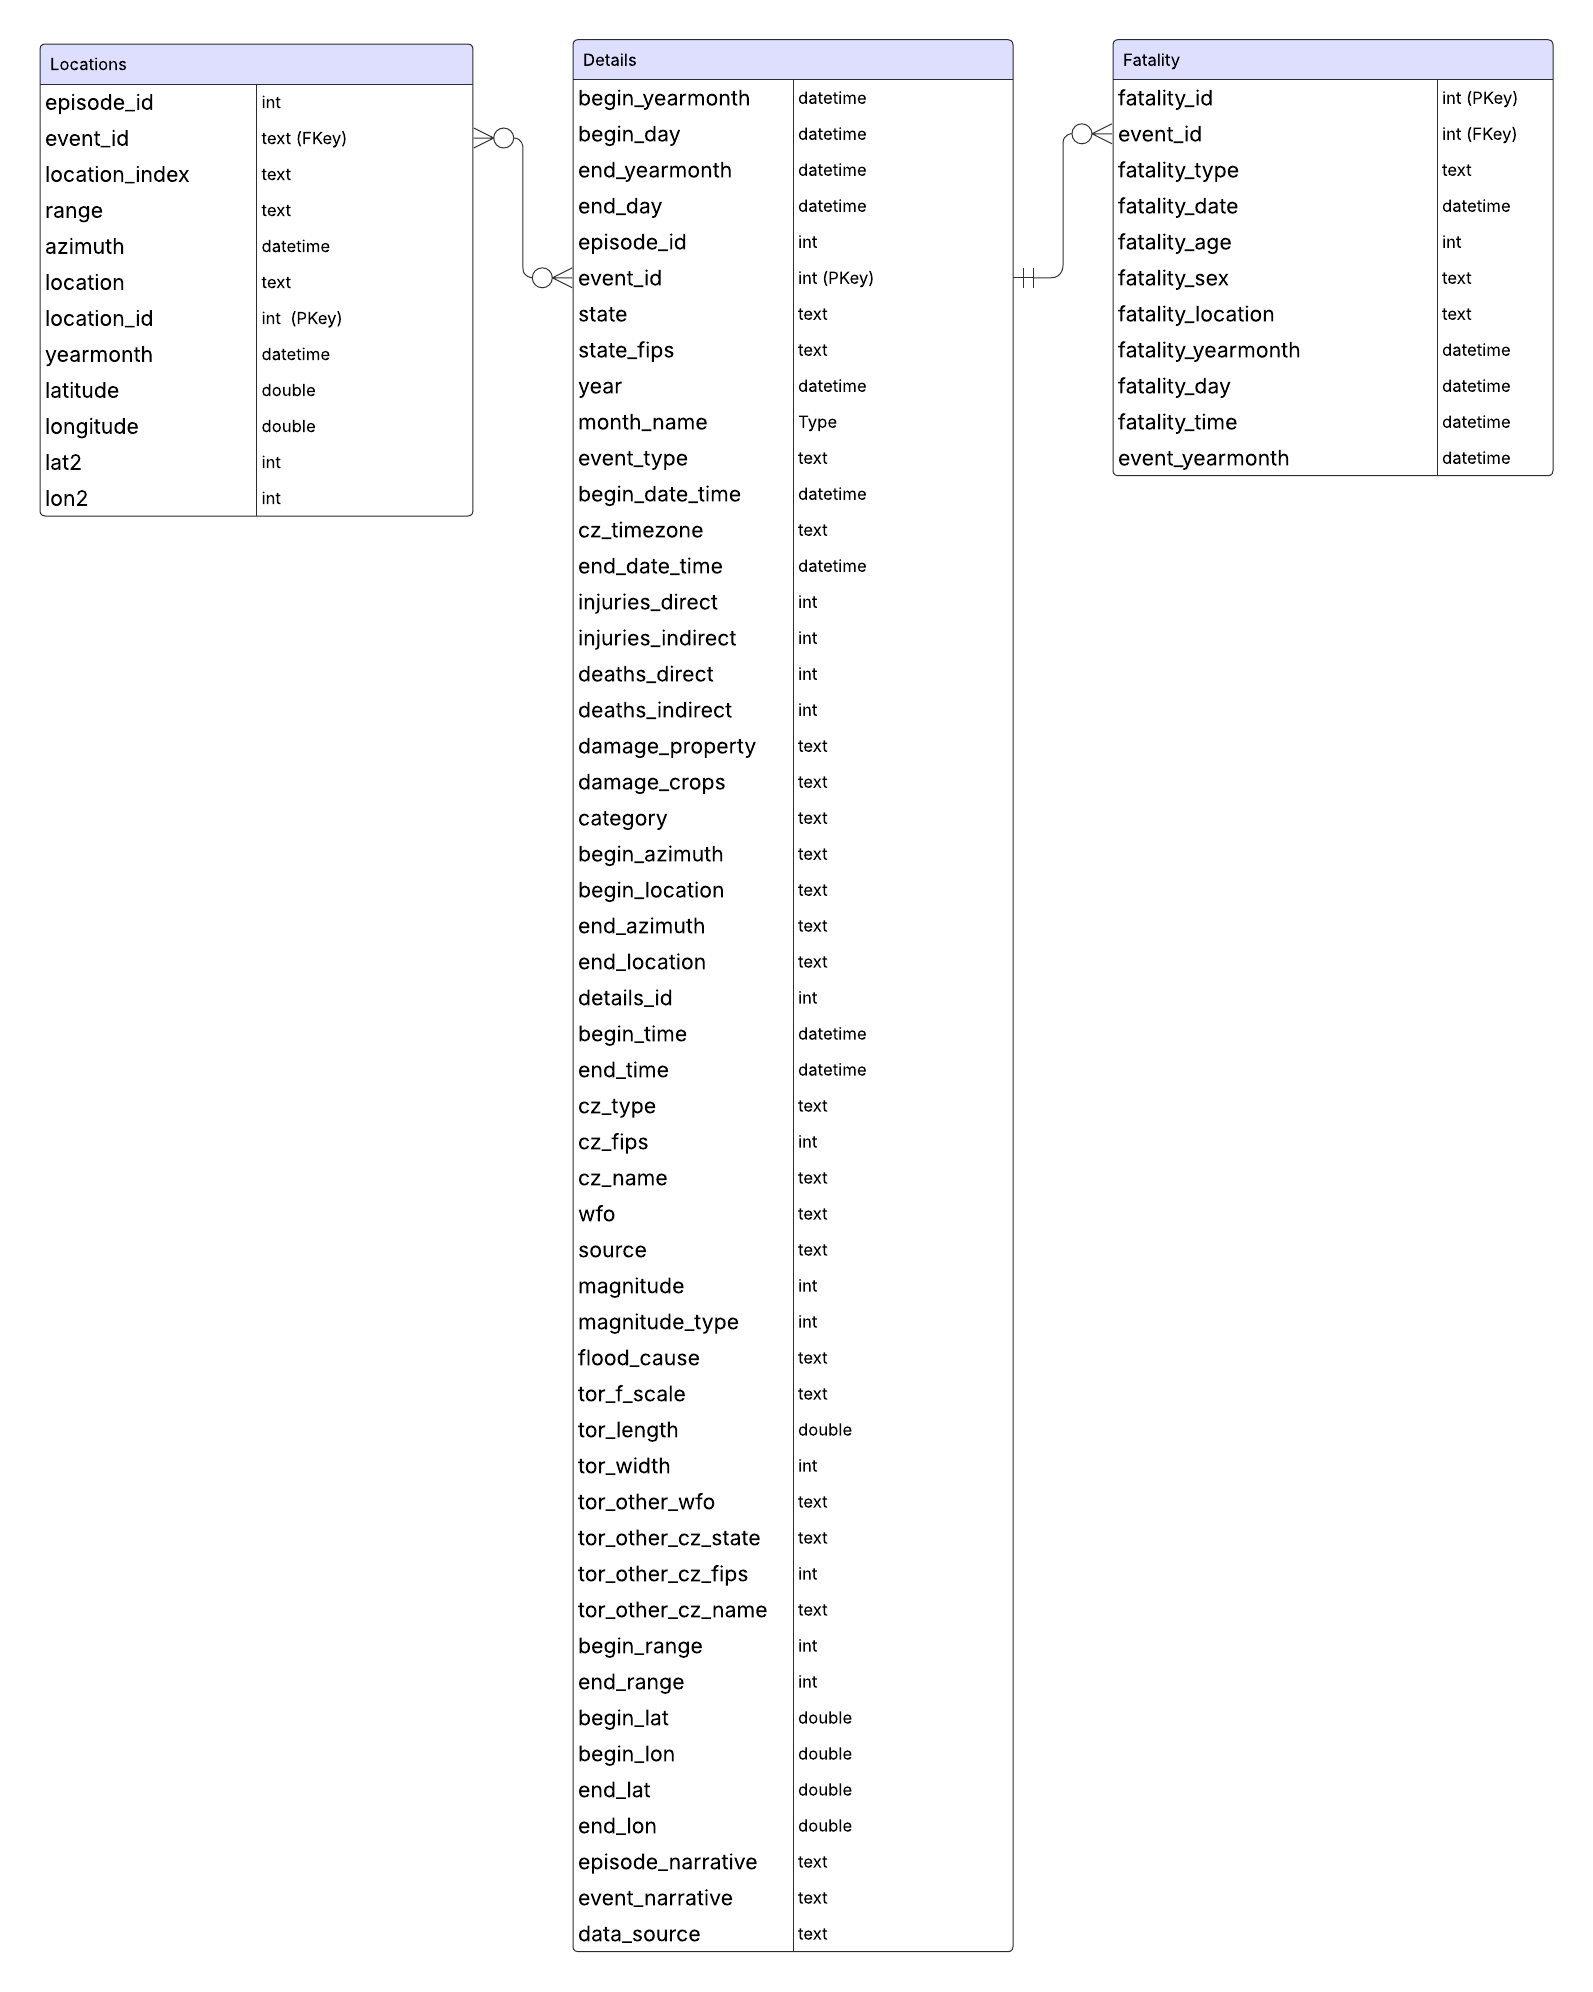 Locations
episode_id int
event_id text (FKey)
location_index text
range text
azimuth datetime
location text
location_id int (PKey)
yearmonth datetime
latitude double
longitude double
lat2 int
lon2 int
Details
begin_yearmonth datetime
begin_day datetime
end_yearmonth datetime
end_day datetime
episode_id int
event_id int (PKey)
state text
state_fips text
year datetime
month_name Type
event_type text
begin_date_time datetime
cz_timezone text
end_date_time datetime
injuries_direct int
injuries_indirect int
deaths_direct int
deaths_indirect int
damage_property text
damage_crops text
category text
begin_azimuth text
begin_location text
end_azimuth text
end_location text
details_id int
begin_time datetime
end_time datetime
cz_type text
cz_fips int
cz_name text
wfo text
source text
magnitude int
magnitude_type int
flood_cause text
tor_f_scale text
tor_length double
tor_width int
tor_other_wfo text
tor_other_cz_state text
tor_other_cz_fips int
tor_other_cz_name text
begin_range int
end_range int
begin_lat double
begin_lon double
end_lat double
end_lon double
episode_narrative text
event_narrative text
data_source text
Fatality
fatality_id int (PKey)
event_id int (FKey)
fatality_type text
fatality_date datetime
fatality_age int
fatality_sex text
fatality_location text
fatality_yearmonth datetime
fatality_day datetime
fatality_time datetime
event_yearmonth datetime